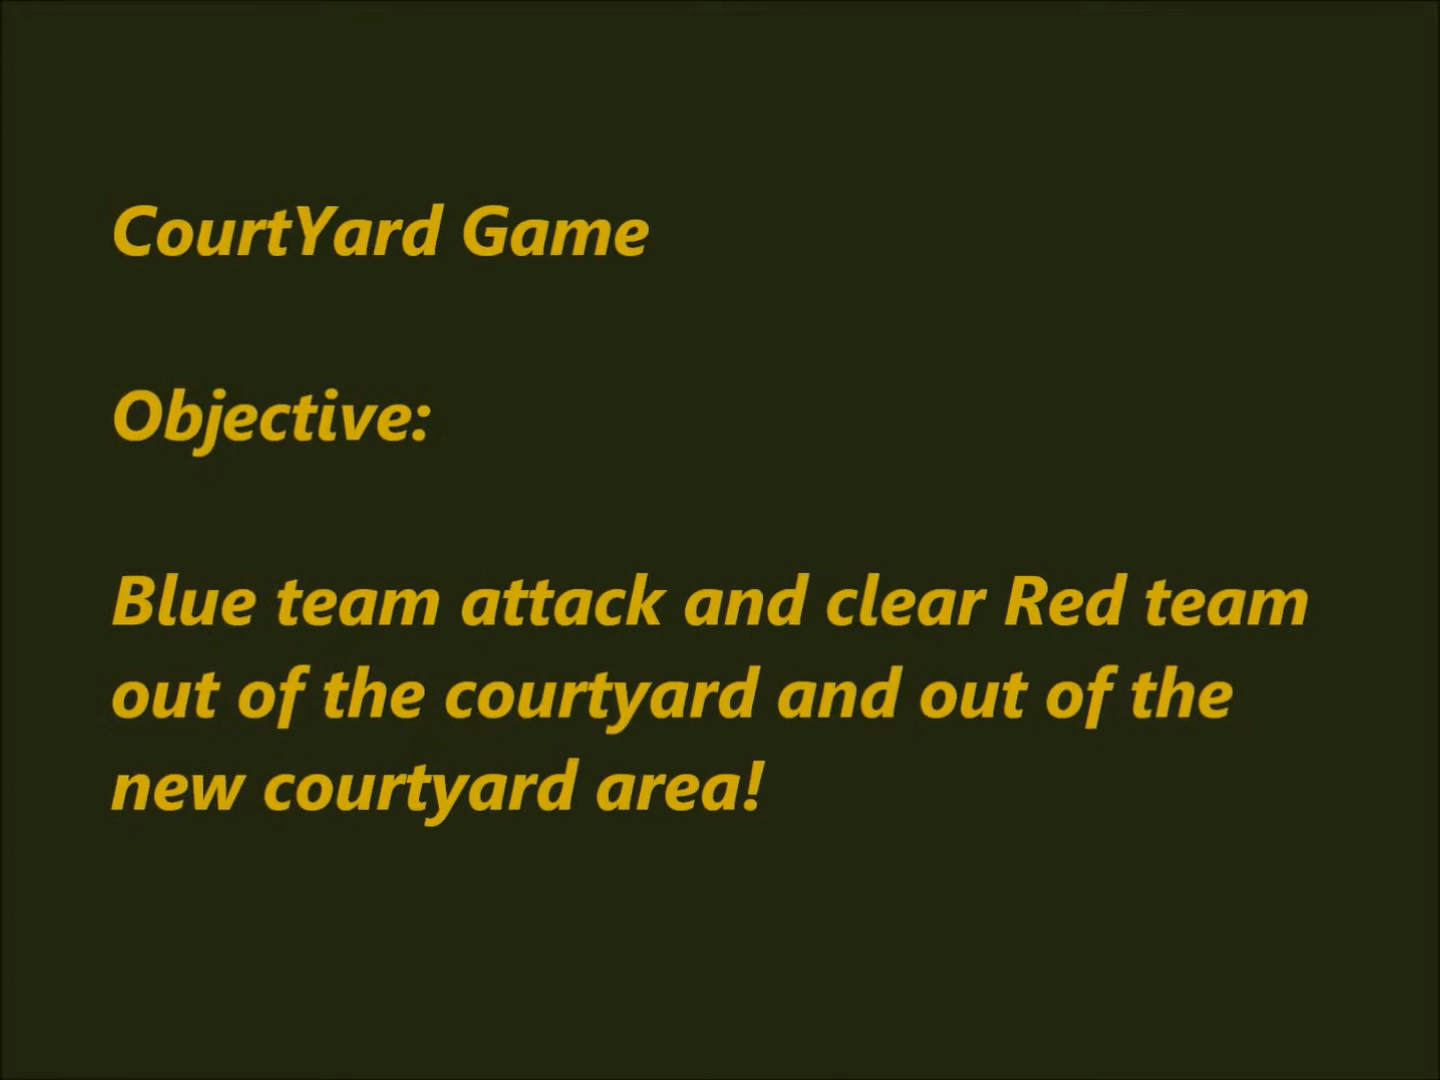 CourtYard Game
Objective:
Blue team attack and clear Red team
out of the courtyard and out of the
new courtyard area!